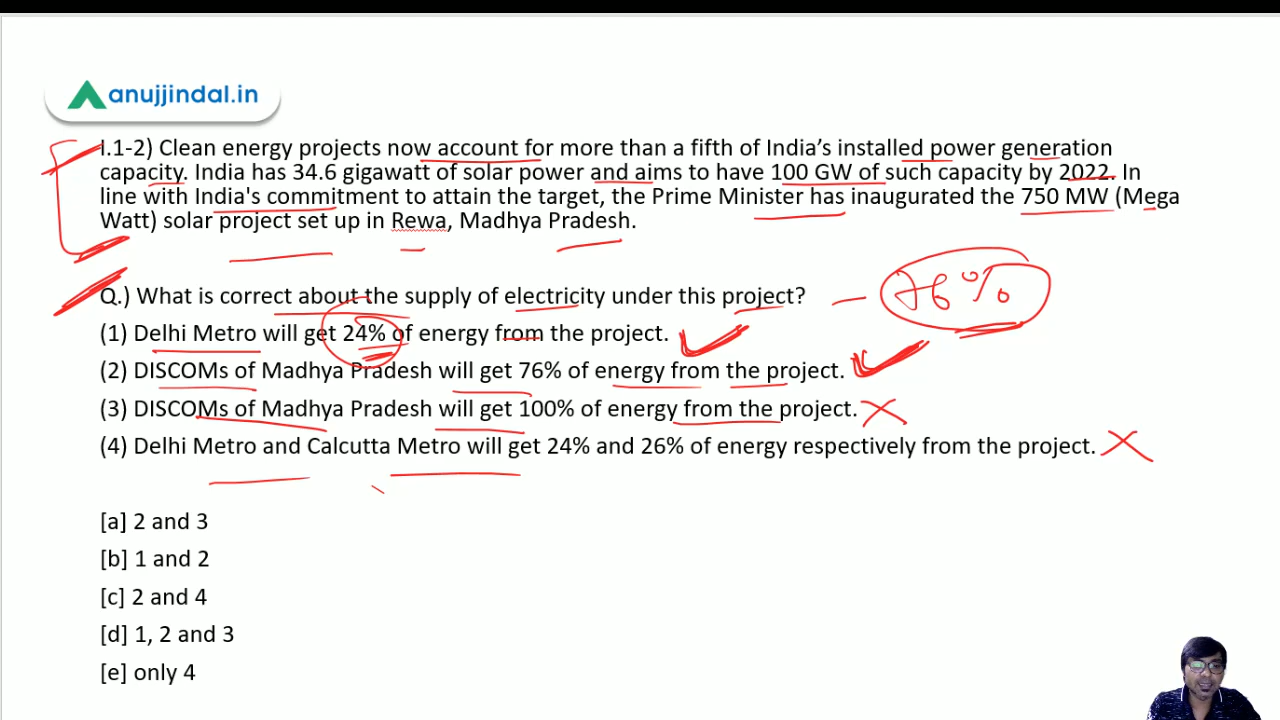 anujjindal.in
I.1-2) Clean energy projects now account for more than a fifth of India’s installed power generation
capacity. India has 34.6 gigawatt of solar power and aims to have 100 GW of such capacity by 2022. In
line with India's commitment to attain the target, the Prime Minister has inaugurated the 750 MW (Mega
Watt) solar project set up in Rewa, Madhya Pradesh.
Q.) What is correct about the supply of electricity under this project?
76%
(1) Delhi Metro will get 24% of energy from the project.
(2) DISCOMs of Madhya Pradesh will get 76% of energy from the project.
(3) DISCOMs of Madhya Pradesh will get 100% of energy from the project.
(4) Delhi Metro and Calcutta Metro will get 24% and 26% of energy respectively from the project.
[a] 2 and 3
[b] 1 and 2
[c] 2 and 4
[d] 1, 2 and 3
[e] only 4